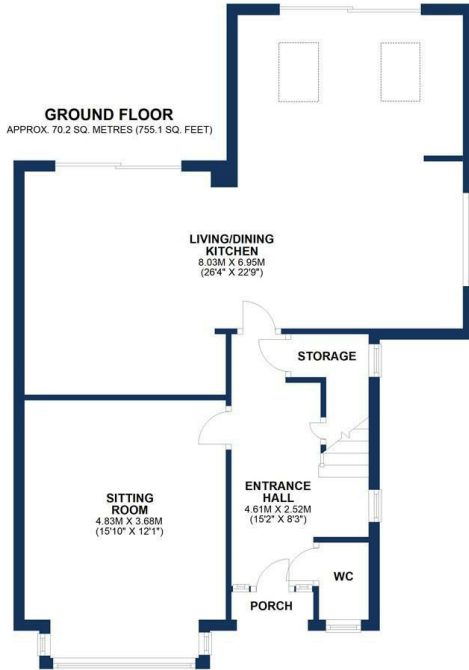 GROUND FLOOR
APPROX. 70.2 SQ. METRES (755.1 SQ. FEET)
LIVING/DINING
KITCHEN
8.03M X 6.95M
(26'4" X 22'9")
STORAGE
SITTING
ROOM
4.83M X 3.68M
(15'10" X 12'1")
ENTRANCE
HALL
4.61M X 2.52M
(15'2" X 8'3")
WC
PORCH